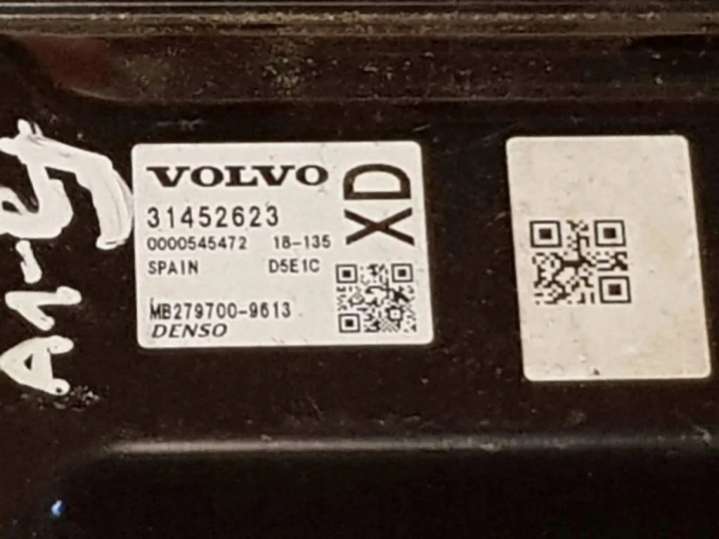 VOLVO
XD
31452623
0000545472 18-135
SPAIN D5E1C
MB279700-9613
DENSO